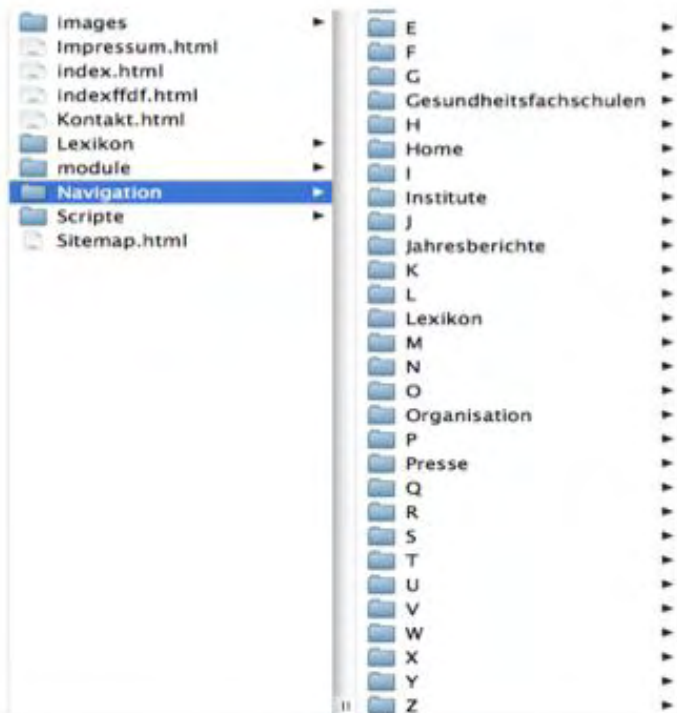 images
Impressum.html
index.html
indexffdf.html
Kontakt.html
Lexikon
module
Navigation
Scripte
Sitemap.html
E
F
G
Gesundheitsfachschulen
H
Home
I
Institute
J
Jahresberichte
K
L
Lexikon
M
N
O
Organisation
P
Presse
Q
R
S
T
U
V
W
X
Y
Z